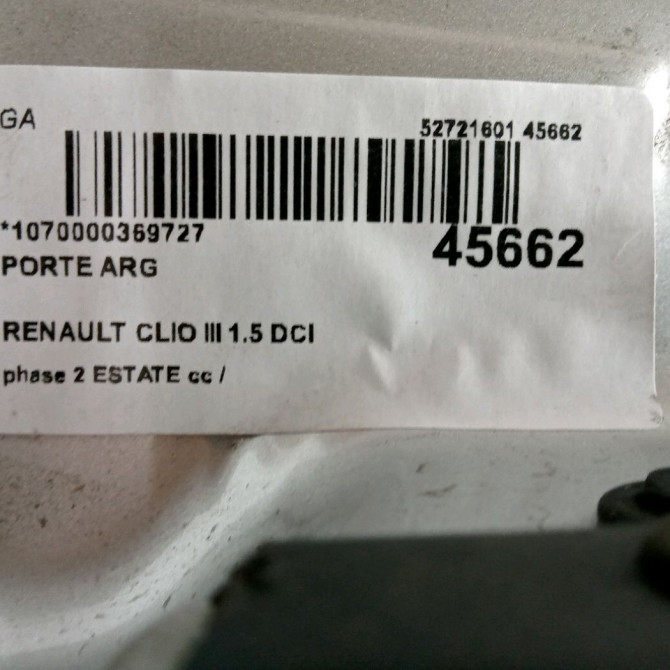 GA
52721601 45662
*1070000369727
45662
PORTE ARG
RENAULT CLIO III 1.5 DCI
phase 2 ESTATE cc /